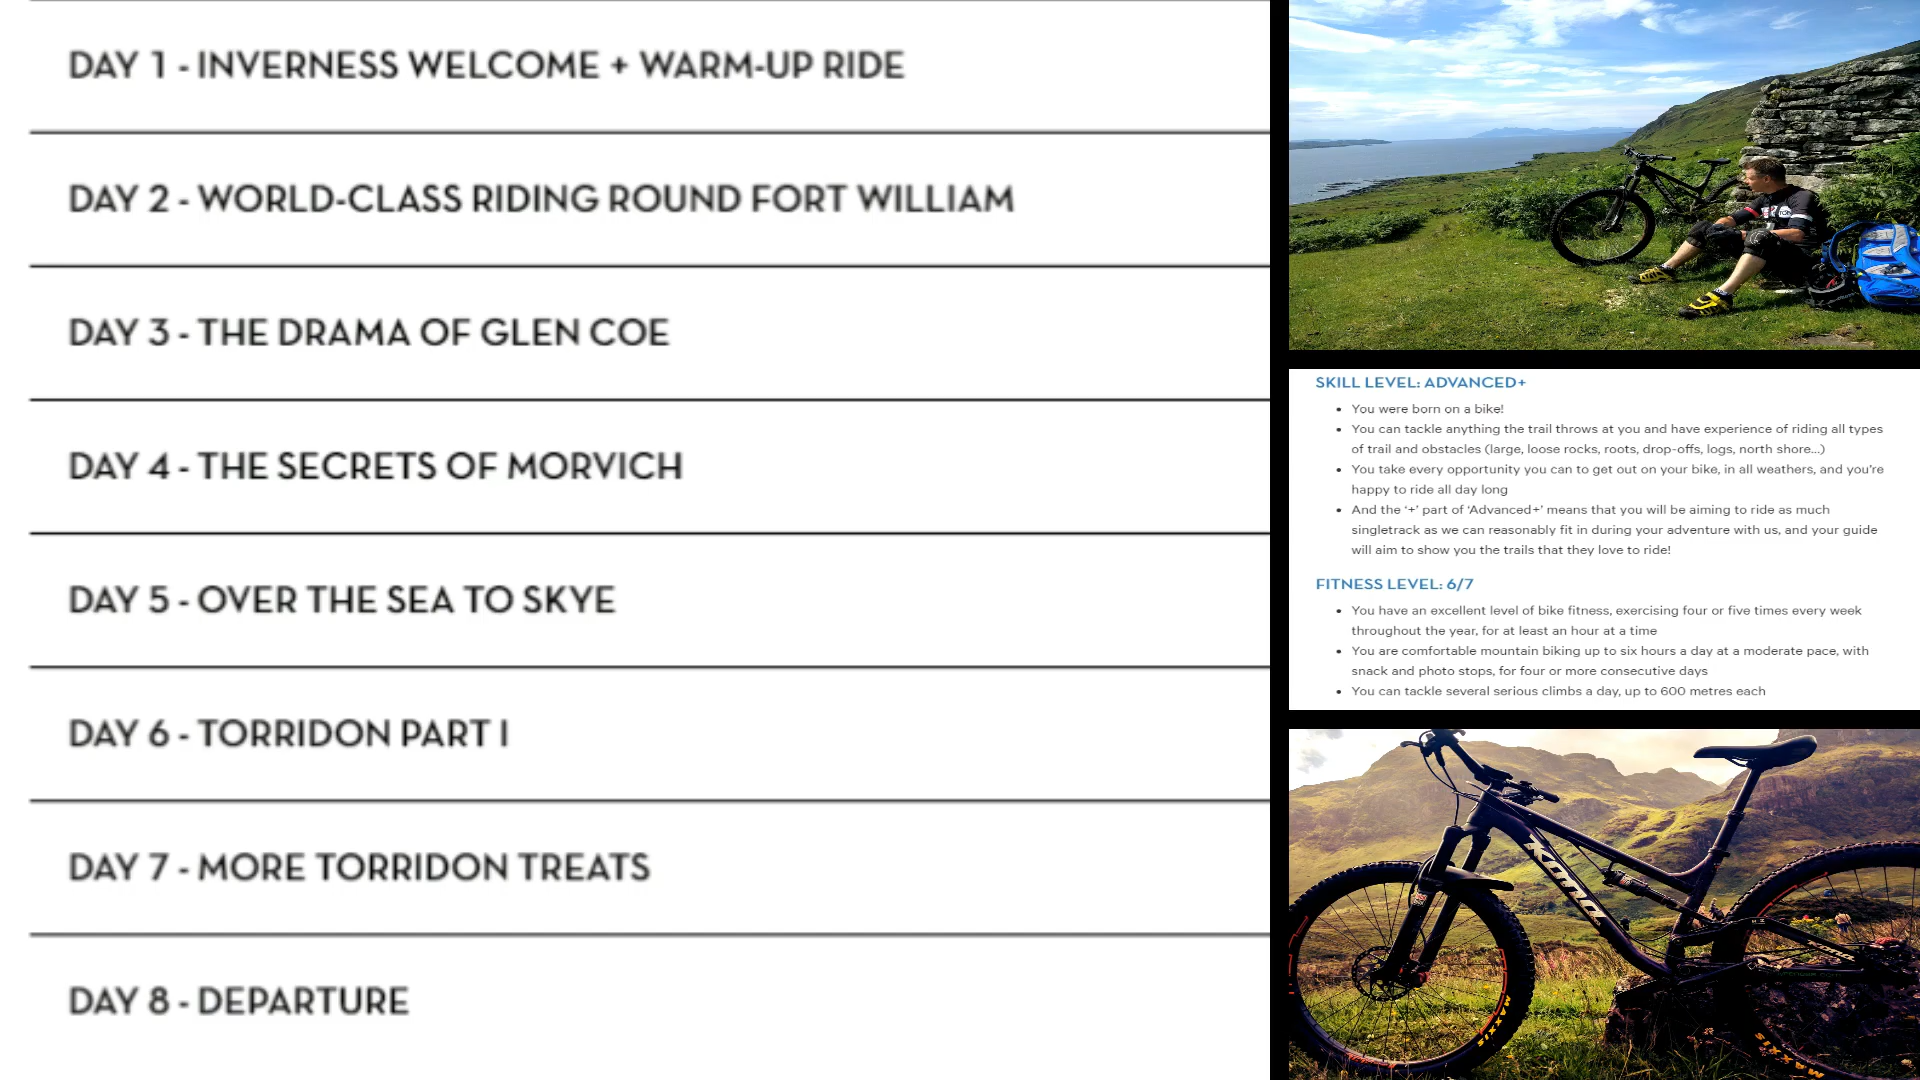 DAY 1 - INVERNESS WELCOME + WARM-UP RIDE
DAY 2 - WORLD-CLASS RIDING ROUND FORT WILLIAM
DAY 3 - THE DRAMA OF GLEN COE
DAY 4 - THE SECRETS OF MORVICH
DAY 5 - OVER THE SEA TO SKYE
DAY 6 - TORRIDON PART I
DAY 7 - MORE TORRIDON TREATS
DAY 8 - DEPARTURE
SKILL LEVEL: ADVANCED+
• You were born on a bike!
• You can tackle anything the trail throws at you and have experience of riding all types
of trail and obstacles (large, loose rocks, roots, drop-offs, logs, north shore...)
• You take every opportunity you can to get out on your bike, in all weathers, and you're
happy to ride all day long
• And the ‘+’ part of ‘Advanced+’ means that you will be aiming to ride as much
singletrack as we can reasonably fit in during your adventure with us, and your guide
will aim to show you the trails that they love to ride!
FITNESS LEVEL: 6/7
• You have an excellent level of bike fitness, exercising four or five times every week
throughout the year, for at least an hour at a time
• You are comfortable mountain biking up to six hours a day at a moderate pace, with
snack and photo stops, for four or more consecutive days
• You can tackle several serious climbs a day, up to 600 metres each
KONA
MAXXIS
MAXXIS